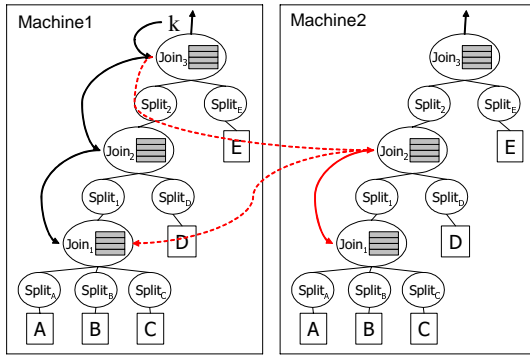 Machine1
k
Join3
Split2
SplitE
E
Join2
Split1
SplitD
D
Join1
SplitA
SplitB
SplitC
A
B
C
Machine2
Join3
Split2
SplitE
E
Join2
Split1
SplitD
D
Join1
SplitA
SplitB
SplitC
A
B
C